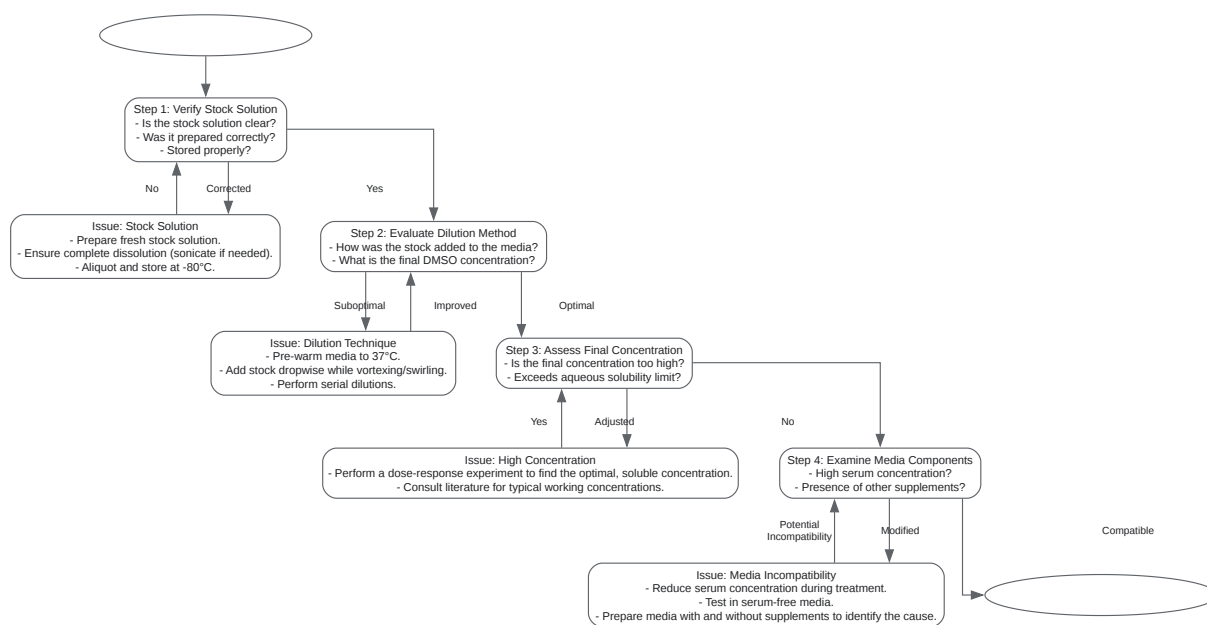 Step 1: Verify Stock Solution
- Is the stock solution clear?
- Was it prepared correctly?
- Stored properly?
No
Corrected
Yes
Issue: Stock Solution
- Prepare fresh stock solution.
- Ensure complete dissolution (sonicate if needed).
- Aliquot and store at -80°C.
Step 2: Evaluate Dilution Method
- How was the stock added to the media?
- What is the final DMSO concentration?
Suboptimal
Improved
Optimal
Issue: Dilution Technique
- Pre-warm media to 37°C.
- Add stock dropwise while vortexing/swirling.
- Perform serial dilutions.
Step 3: Assess Final Concentration
- Is the final concentration too high?
- Exceeds aqueous solubility limit?
Yes
Adjusted
No
Issue: High Concentration
- Perform a dose-response experiment to find the optimal, soluble concentration.
- Consult literature for typical working concentrations.
Step 4: Examine Media Components
- High serum concentration?
- Presence of other supplements?
Potential
Incompatibility
Modified
Compatible
Issue: Media Incompatibility
- Reduce serum concentration during treatment.
- Test in serum-free media.
- Prepare media with and without supplements to identify the cause.